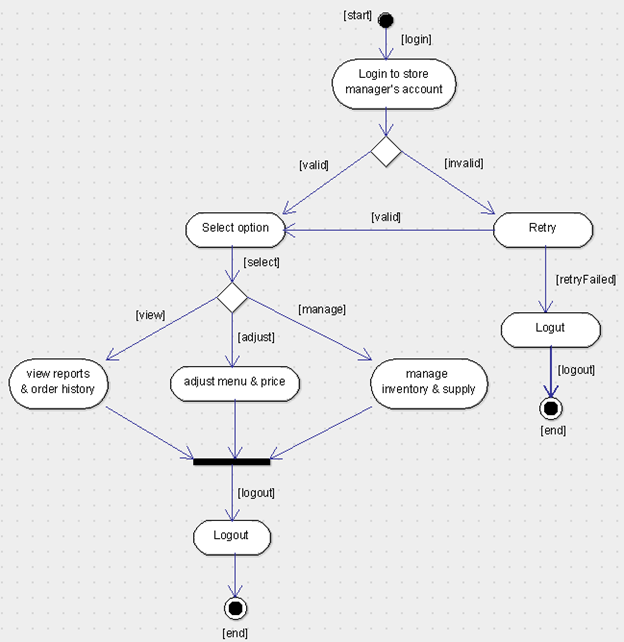 [start]
[login]
Login to store
manager's account
[valid]
[invalid]
Select option
[valid]
Retry
[select]
[retryFailed]
[view]
[manage]
[adjust]
Logut
view reports
& order history
adjust menu & price
manage
inventory & supply
[logout]
[end]
[logout]
Logout
[end]